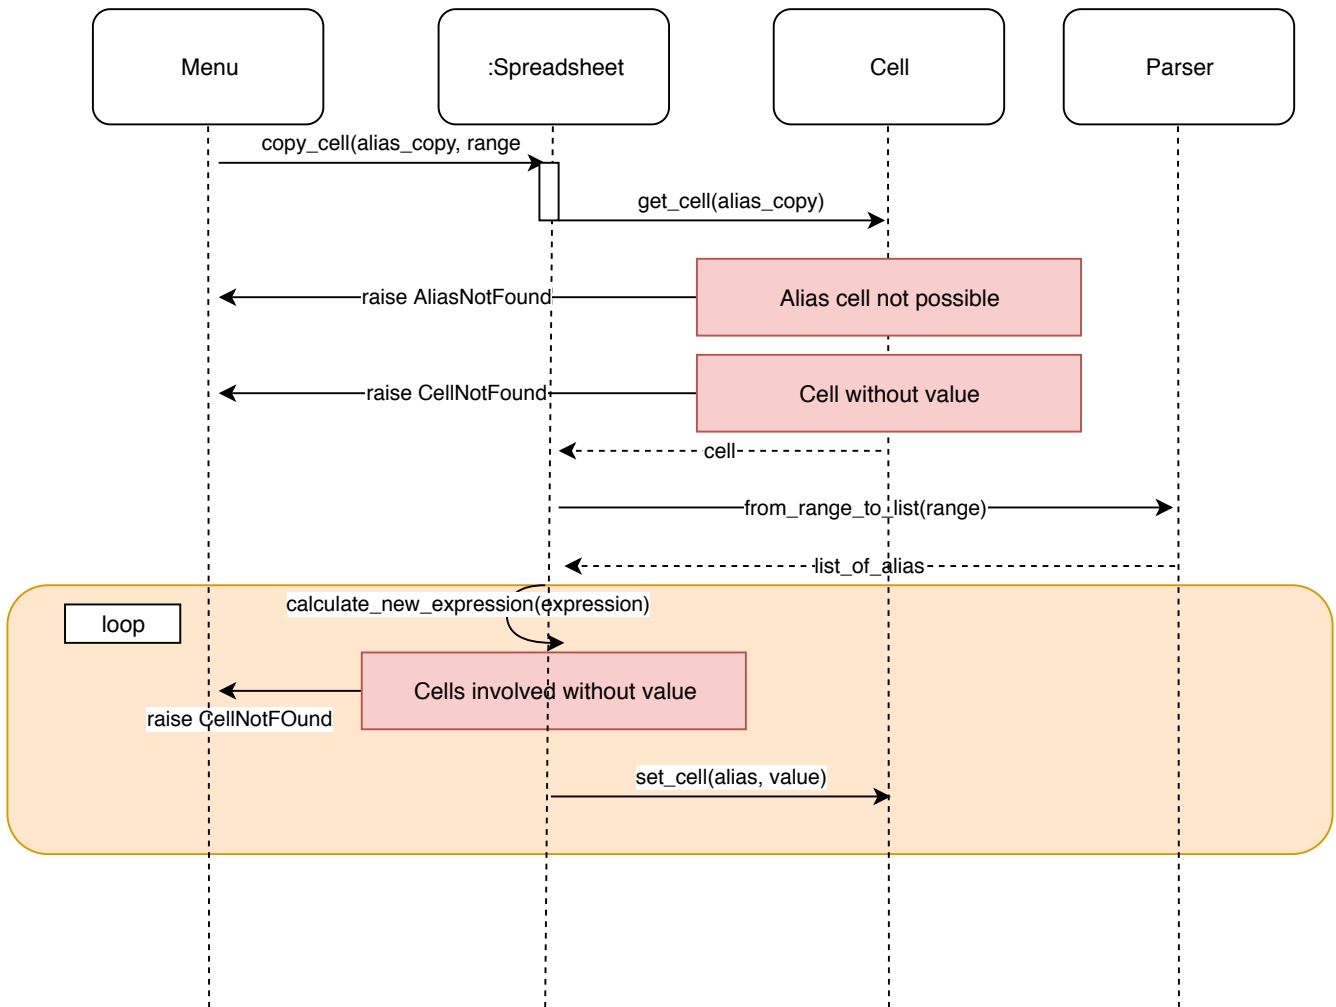 Menu
:Spreadsheet
Cell
Parser
copy_cell(alias_copy, range
get_cell(alias_copy)
raise AliasNotFound
Alias cell not possible
raise CellNotFound
Cell without value
cell
from_range_to_list(range)
list_of_alias
calculate_new_expression(expression)
loop
Cells involved without value
raise CellNotFOund
set_cell(alias, value)